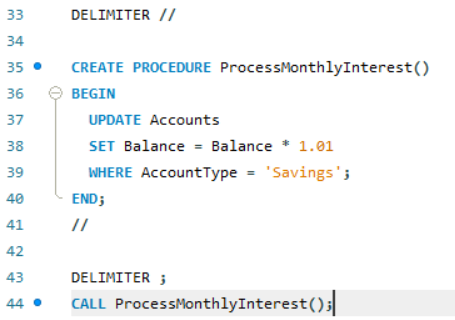 33 DELIMITER //
34
35 CREATE PROCEDURE ProcessMonthlyInterest()
36 BEGIN
37 UPDATE Accounts
38 SET Balance = Balance * 1.01
39 WHERE AccountType = 'Savings';
40 END;
41 //
42
43 DELIMITER ;
44 CALL ProcessMonthlyInterest();